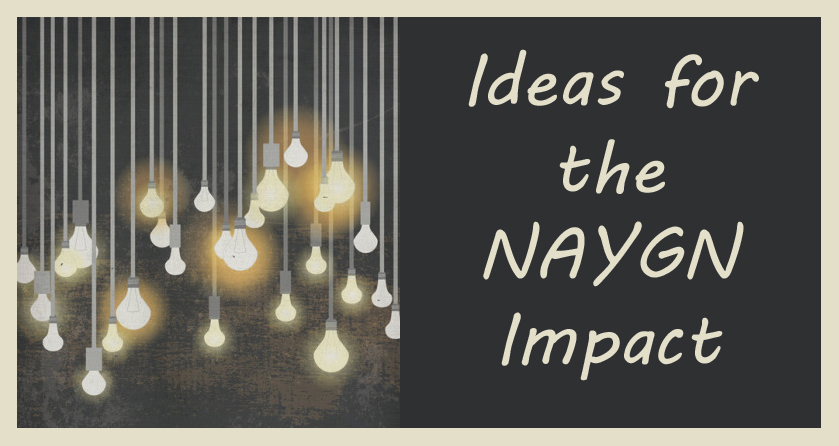 Ideas for
the
NAYGN
Impact